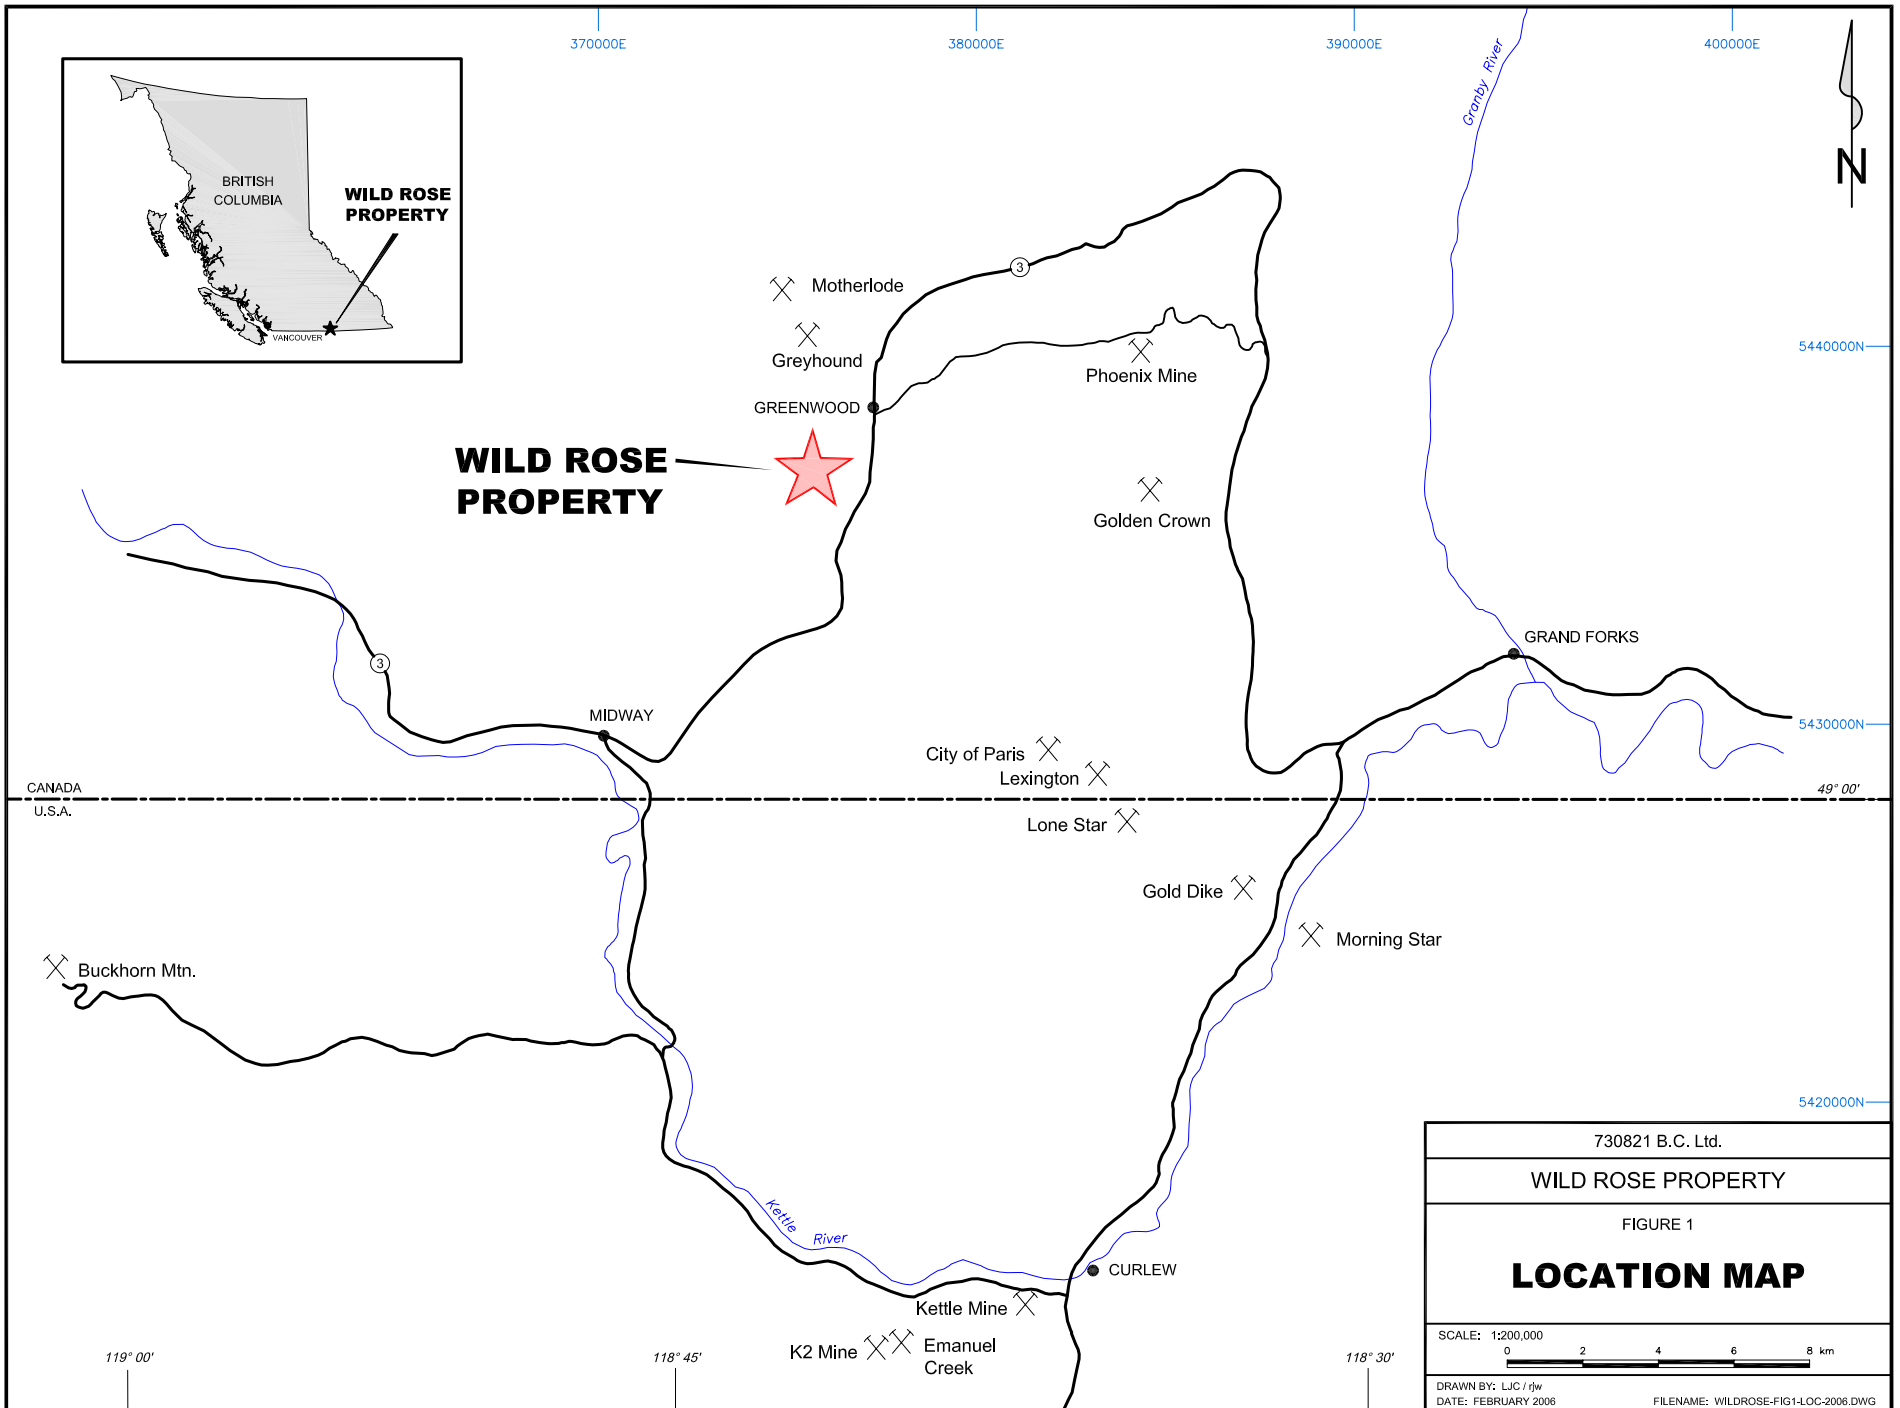 370000E
380000E
390000E
400000E
Granby River
N
BRITISH
COLUMBIA
WILD ROSE
PROPERTY
VANCOUVER
3
Motherlode
Greyhound
Phoenix Mine
5440000N
GREENWOOD
WILD ROSE
PROPERTY
Golden Crown
GRAND FORKS
3
MIDWAY
5430000N
City of Paris
Lexington
CANADA
U.S.A.
49° 00'
Lone Star
Gold Dike
Morning Star
Buckhorn Mtn.
5420000N
Kettle
River
CURLEW
Kettle Mine
K2 Mine
Emanuel
Creek
119° 00'
118° 45'
118° 30'
730821 B.C. Ltd.
WILD ROSE PROPERTY
FIGURE 1
LOCATION MAP
SCALE: 1:200,000
0 2 4 6 8 km
DRAWN BY: LJC / rjw
DATE: FEBRUARY 2006
FILENAME: WILDROSE-FIG1-LOC-2006.DWG